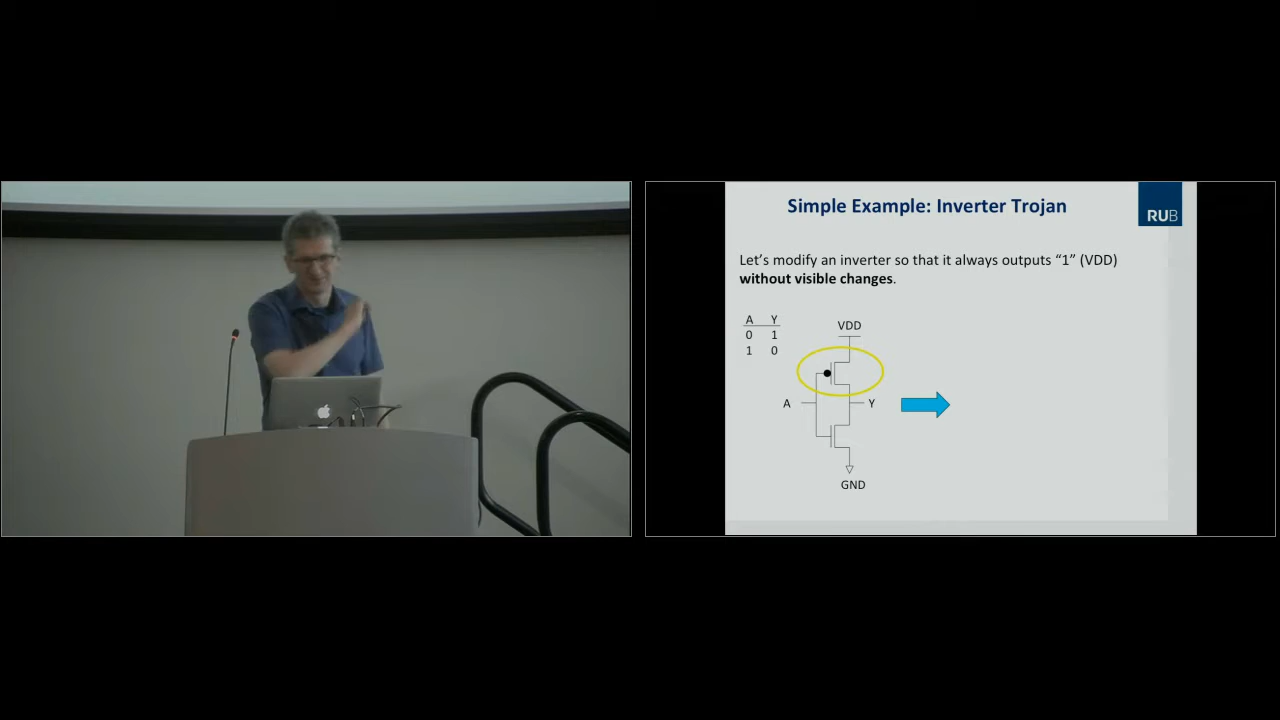 Simple Example: Inverter Trojan
RUB
Let's modify an inverter so that it always outputs “1” (VDD)
without visible changes.
A Y
0 1
1 0
VDD
A
Y
GND